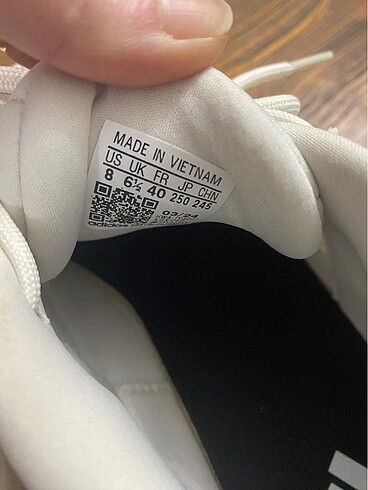 MADE IN VIETNAM
US UK FR JP CHN
8 6½ 40 250 245
03/24
adidas